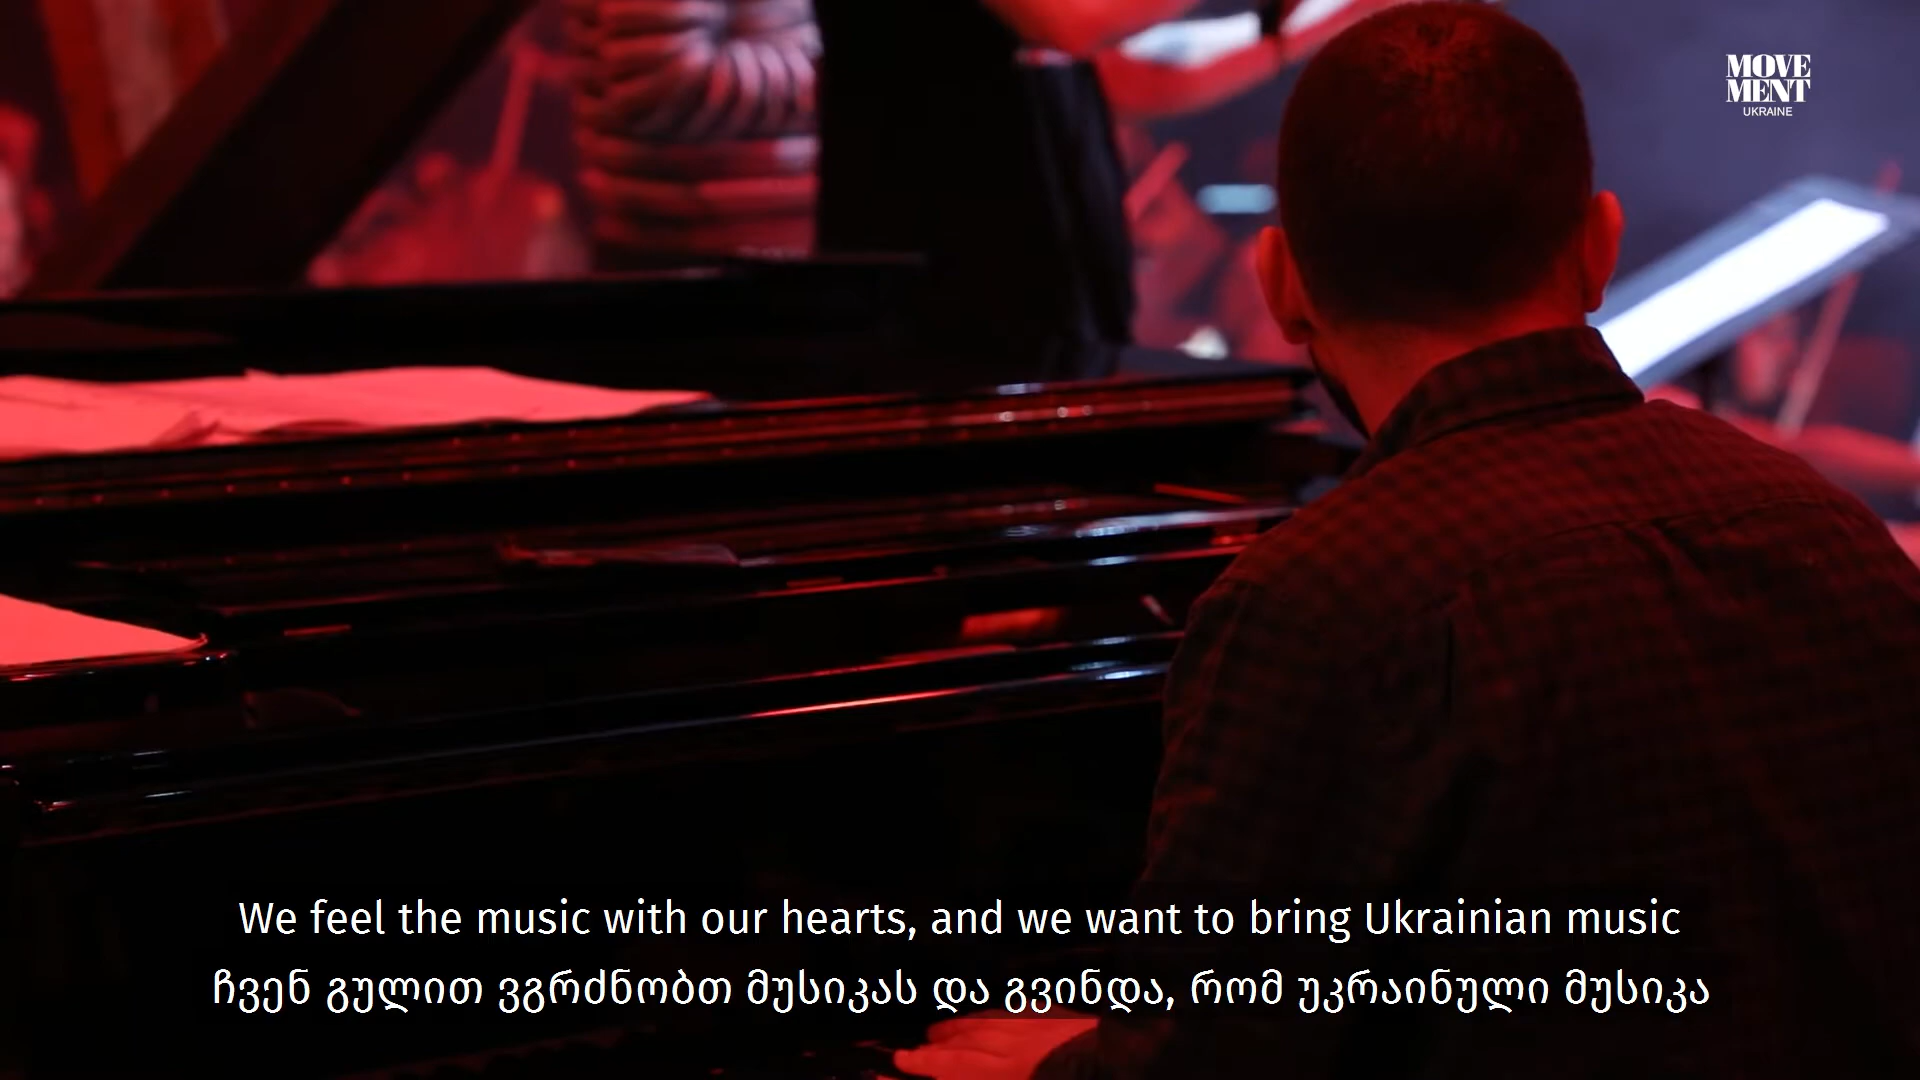 MOVE
MENT
UKRAINE
We feel the music with our hearts, and we want to bring Ukrainian music
ჩვენ გულით ვგრძნობთ მუსიკას და გვინდა, რომ უკრაინული მუსიკა